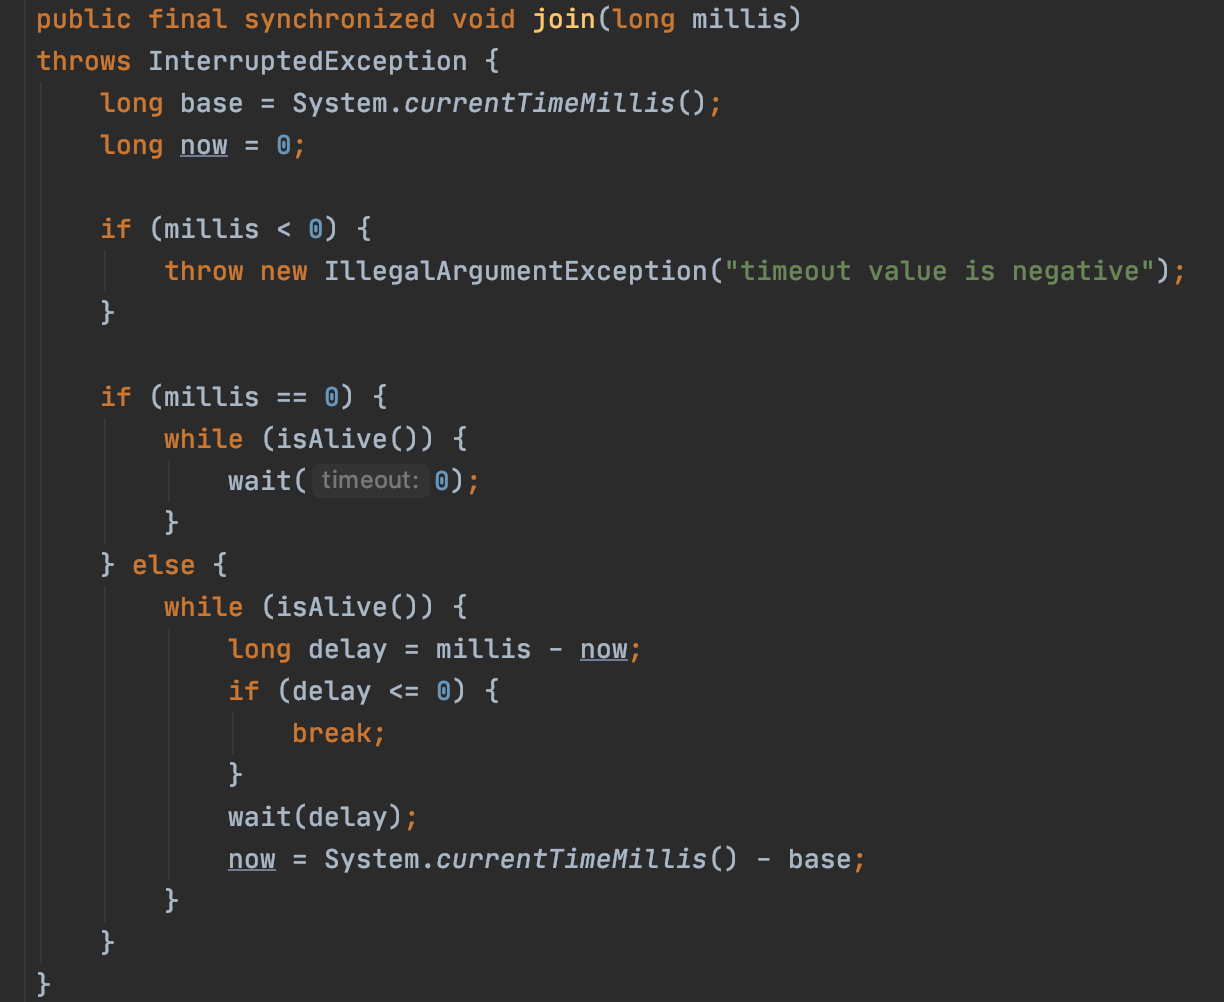 public final synchronized void join(long millis)
throws InterruptedException {
    long base = System.currentTimeMillis();
    long now = 0;

    if (millis < 0) {
        throw new IllegalArgumentException("timeout value is negative");
    }

    if (millis == 0) {
        while (isAlive()) {
            wait( timeout: 0);
        }
    } else {
        while (isAlive()) {
            long delay = millis - now;
            if (delay <= 0) {
                break;
            }
            wait(delay);
            now = System.currentTimeMillis() - base;
        }
    }
}